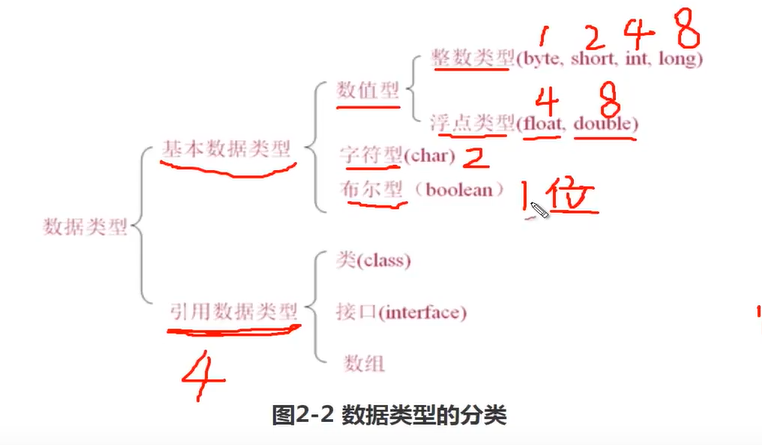 1 2 4 8
整数类型(byte, short, int, long)
数值型
4 8
浮点类型(float, double)
基本数据类型
字符型(char) 2
布尔型（boolean） 1位
数据类型
类(class)
引用数据类型
接口(interface)
4
数组
图2-2 数据类型的分类